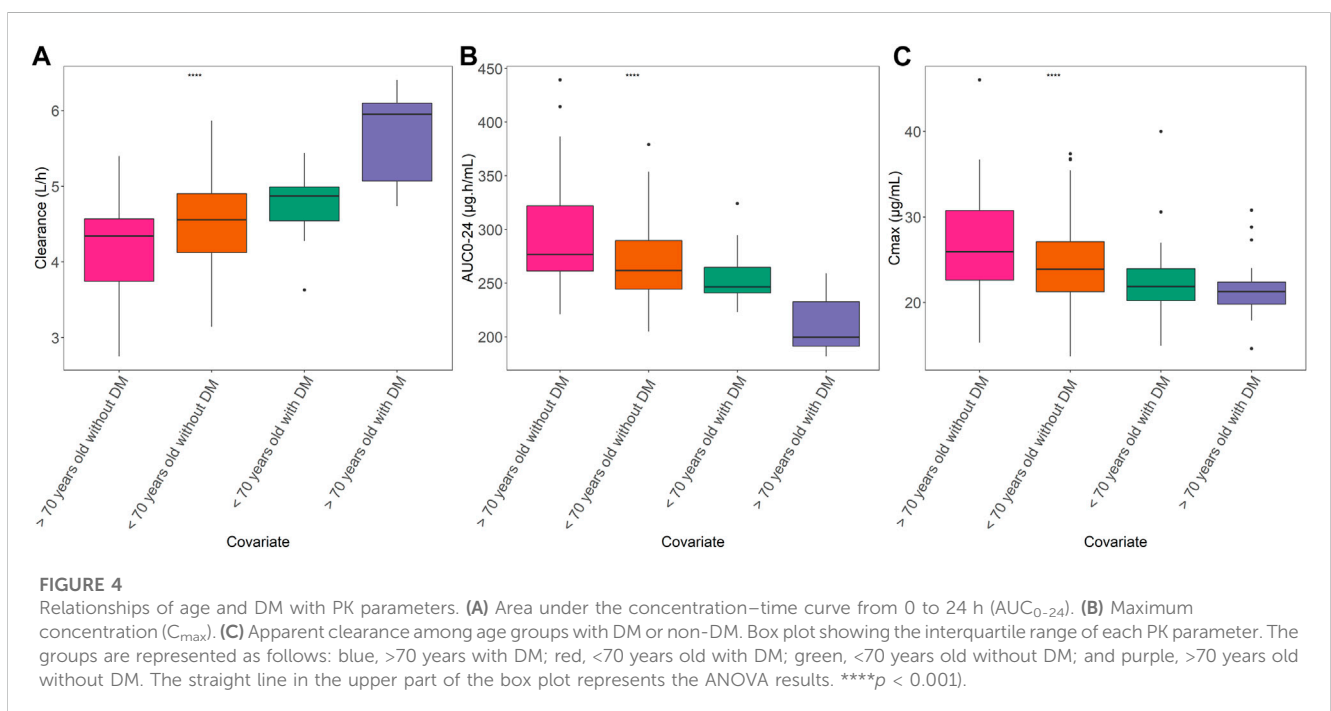 A
****
Clearance (L/h)
6
5
4
3
> 70 years old without DM
< 70 years old without DM
< 70 years old with DM
> 70 years old with DM
Covariate
B
****
AUC0-24 (µg.h/mL)
450
400
350
300
250
200
> 70 years old without DM
< 70 years old without DM
< 70 years old with DM
> 70 years old with DM
Covariate
C
****
Cmax (µg/mL)
40
30
20
> 70 years old without DM
< 70 years old without DM
< 70 years old with DM
> 70 years old with DM
Covariate
FIGURE 4
Relationships of age and DM with PK parameters. (A) Area under the concentration–time curve from 0 to 24 h (AUC0-24). (B) Maximum
concentration (Cmax). (C) Apparent clearance among age groups with DM or non-DM. Box plot showing the interquartile range of each PK parameter. The
groups are represented as follows: blue, >70 years with DM; red, <70 years old with DM; green, <70 years old without DM; and purple, >70 years old
without DM. The straight line in the upper part of the box plot represents the ANOVA results. ****p < 0.001).